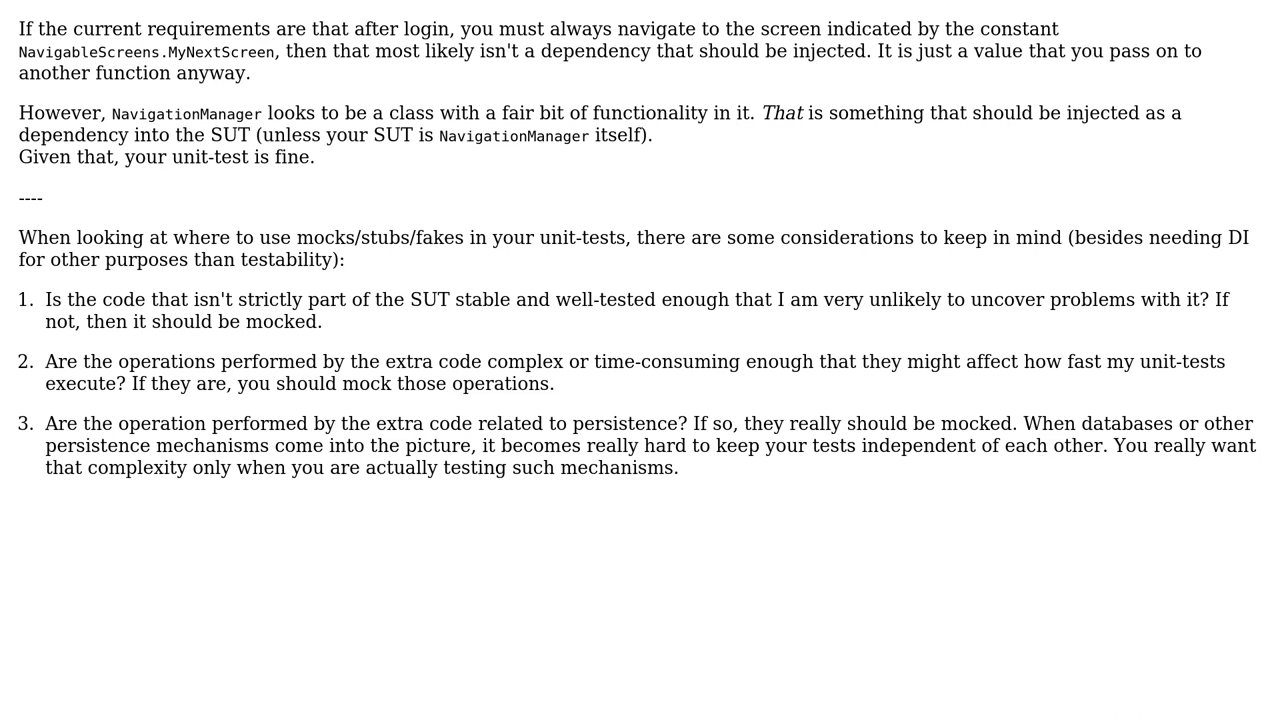 If the current requirements are that after login, you must always navigate to the screen indicated by the constant
NavigableScreens.MyNextScreen, then that most likely isn't a dependency that should be injected. It is just a value that you pass on to
another function anyway.
However, NavigationManager looks to be a class with a fair bit of functionality in it. That is something that should be injected as a
dependency into the SUT (unless your SUT is NavigationManager itself).
Given that, your unit-test is fine.
----
When looking at where to use mocks/stubs/fakes in your unit-tests, there are some considerations to keep in mind (besides needing DI
for other purposes than testability):
1. Is the code that isn't strictly part of the SUT stable and well-tested enough that I am very unlikely to uncover problems with it? If
not, then it should be mocked.
2. Are the operations performed by the extra code complex or time-consuming enough that they might affect how fast my unit-tests
execute? If they are, you should mock those operations.
3. Are the operation performed by the extra code related to persistence? If so, they really should be mocked. When databases or other
persistence mechanisms come into the picture, it becomes really hard to keep your tests independent of each other. You really want
that complexity only when you are actually testing such mechanisms.